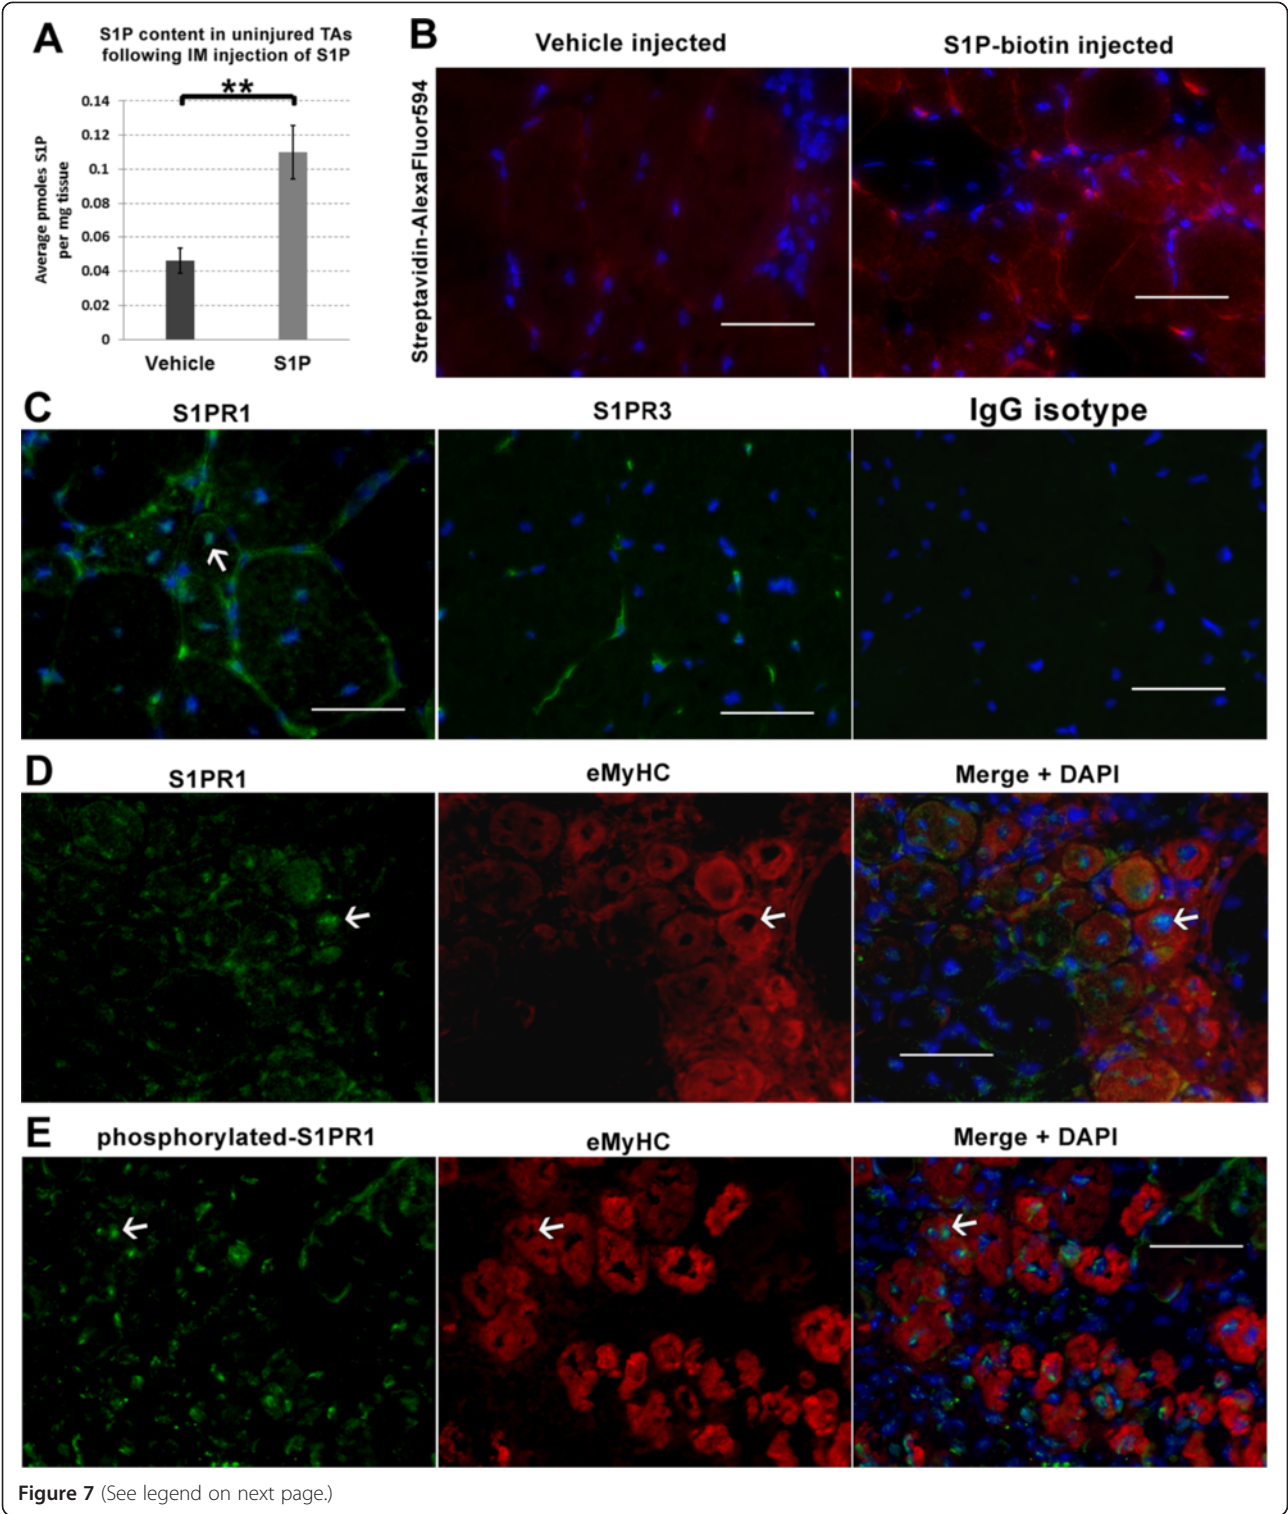 A
S1P content in uninjured TAs
following IM injection of S1P
**
Average pmoles S1P
per mg tissue
0.14
0.12
0.1
0.08
0.06
0.04
0.02
0
Vehicle
S1P
B
Vehicle injected
S1P-biotin injected
Streptavidin-AlexaFluor594
C
S1PR1
S1PR3
IgG isotype
D
S1PR1
eMyHC
Merge + DAPI
E
phosphorylated-S1PR1
eMyHC
Merge + DAPI
Figure 7 (See legend on next page.)